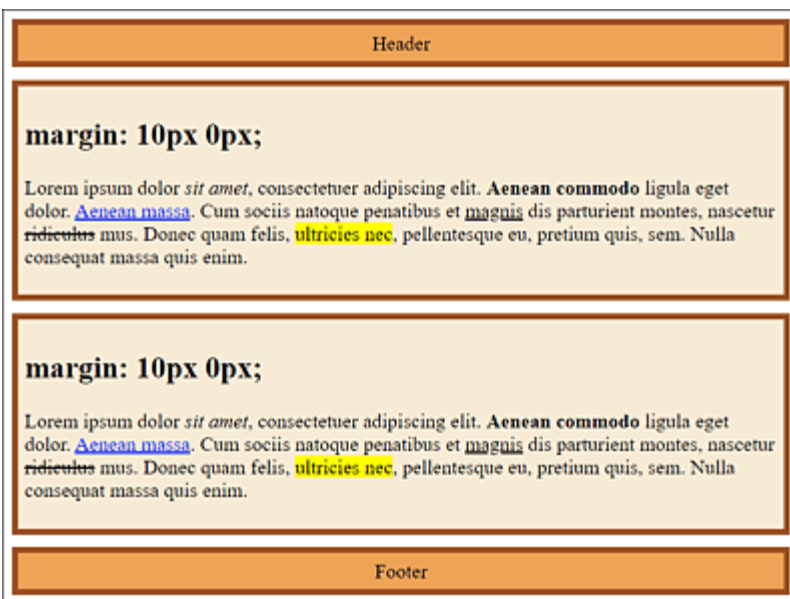 Header
margin: 10px 0px;
Lorem ipsum dolor sit amet, consectetuer adipiscing elit. Aenean commodo ligula eget
dolor. Aenean massa. Cum sociis natoque penatibus et magnis dis parturient montes, nascetur
ridiculus mus. Donec quam felis, ultricies nec, pellentesque eu, pretium quis, sem. Nulla
consequat massa quis enim.
margin: 10px 0px;
Lorem ipsum dolor sit amet, consectetuer adipiscing elit. Aenean commodo ligula eget
dolor. Aenean massa. Cum sociis natoque penatibus et magnis dis parturient montes, nascetur
ridiculus mus. Donec quam felis, ultricies nec, pellentesque eu, pretium quis, sem. Nulla
consequat massa quis enim.
Footer